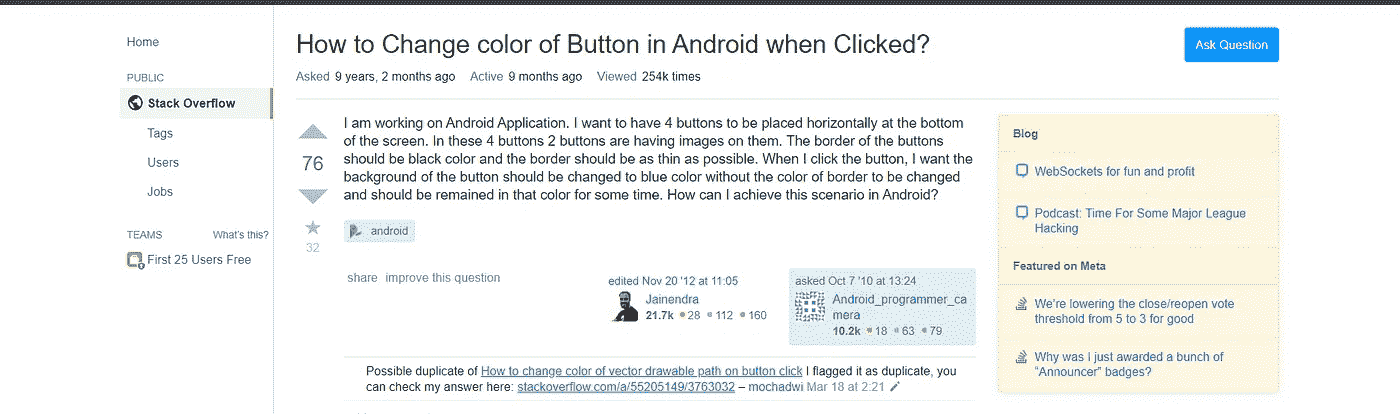 Home
PUBLIC
Stack Overflow
Tags
Users
Jobs
TEAMS What's this?
First 25 Users Free
How to Change color of Button in Android when Clicked?
Ask Question
Asked 9 years, 2 months ago Active 9 months ago Viewed 254k times
76
32
I am working on Android Application. I want to have 4 buttons to be placed horizontally at the bottom
of the screen. In these 4 buttons 2 buttons are having images on them. The border of the buttons
should be black color and the border should be as thin as possible. When I click the button, I want the
background of the button should be changed to blue color without the color of border to be changed
and should be remained in that color for some time. How can I achieve this scenario in Android?
android
share improve this question
edited Nov 20 '12 at 11:05
Jainendra
21.7k 28 112 160
asked Oct 7 '10 at 13:24
Android_programmer_ca
mera
10.2k 18 63 79
Possible duplicate of How to change color of vector drawable path on button click I flagged it as duplicate, you
can check my answer here: stackoverflow.com/a/55205149/3763032 – mochadwi Mar 18 at 2:21
Blog
WebSockets for fun and profit
Podcast: Time For Some Major League
Hacking
Featured on Meta
We're lowering the close/reopen vote
threshold from 5 to 3 for good
Why was I just awarded a bunch of
"Announcer" badges?